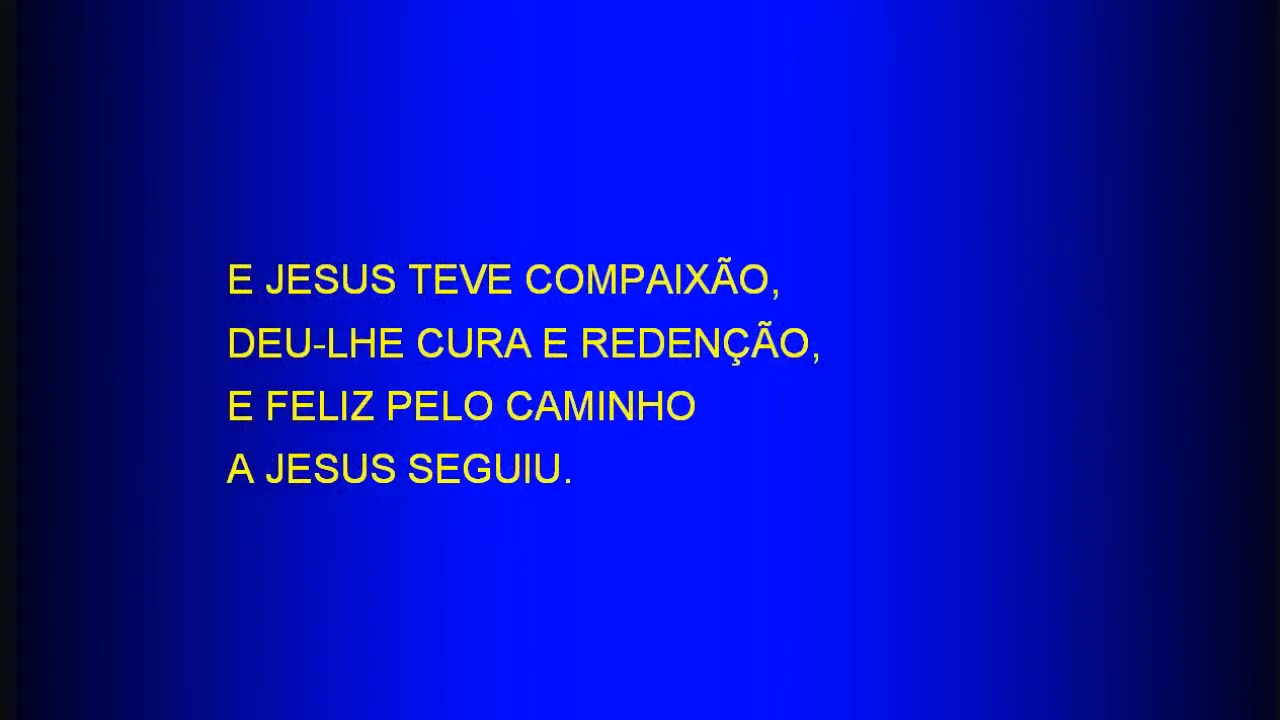 E JESUS TEVE COMPAIXÃO,
DEU-LHE CURA E REDENÇÃO,
E FELIZ PELO CAMINHO
A JESUS SEGUIU.